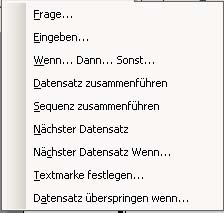 Frage...
Eingeben...
Wenn... Dann... Sonst...
Datensatz zusammenführen
Sequenz zusammenführen
Nächster Datensatz
Nächster Datensatz Wenn...
Textmarke festlegen...
Datensatz überspringen wenn...